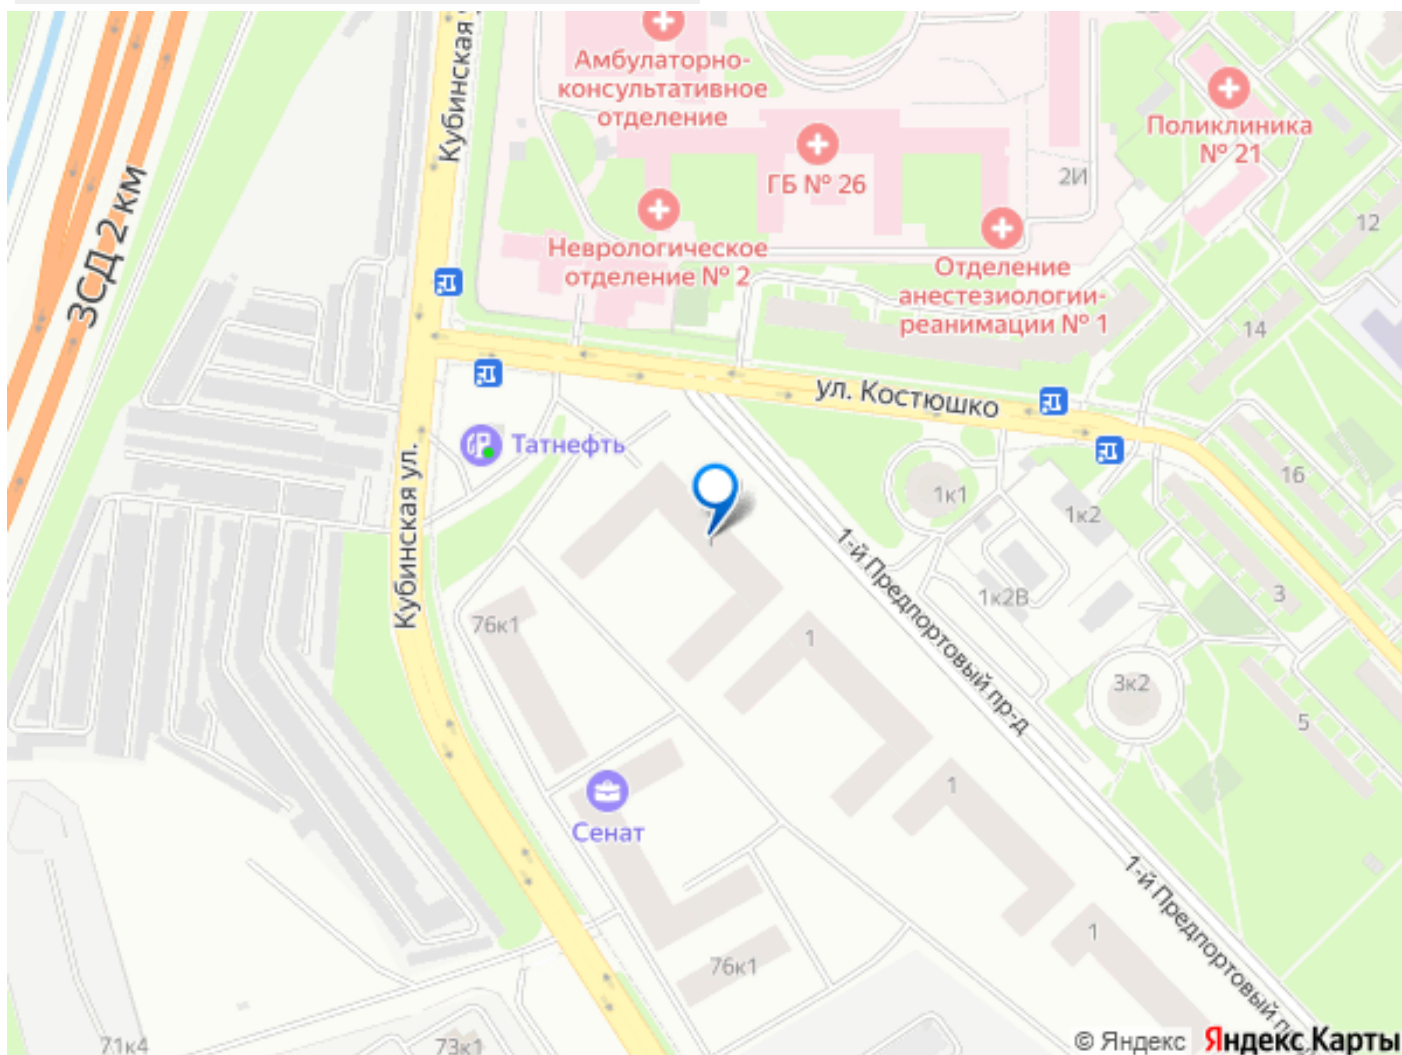 Кубинская
Амбулаторно-
консультативное
отделение
Поликлиника
№ 21
ГБ № 26
2И
12
ЗСД 2 км
Неврологическое
отделение № 2
Отделение
анестезиологии-
реанимации № 1
14
ул. Костюшко
Татнефть
Кубинская ул.
1к1
1к2
16
1-й Предпортовый пр-д
1к2В
3
76к1
1
3к2
5
1
Сенат
1-й Предпортовый
1
76к1
71к4
73к1
© Яндекс Яндекс Карты